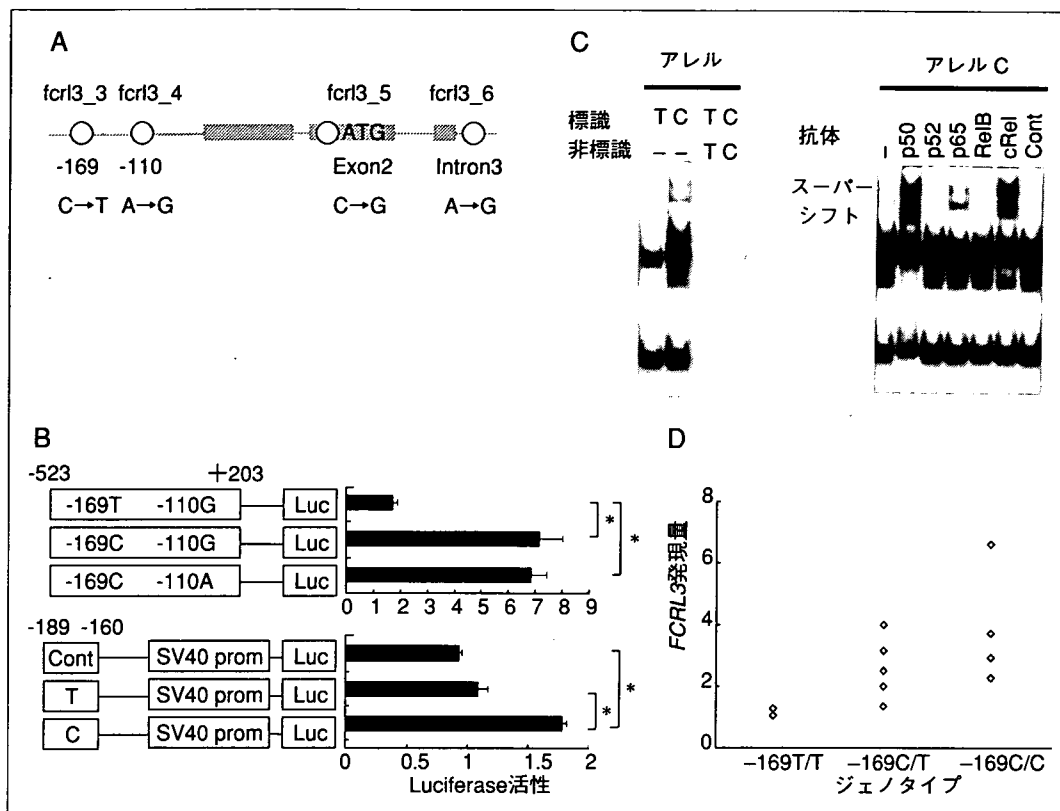 A
fcrl3_3 fcrl3_4 fcrl3_5 fcrl3_6
ATG
-169 -110 Exon2 Intron3
C→T A→G C→G A→G
B
-523 +203
-169T -110G Luc
-169C -110G Luc
-169C -110A Luc
* *
0 1 2 3 4 5 6 7 8 9
-189 -160
Cont SV40 prom Luc
T SV40 prom Luc
C SV40 prom Luc
* *
0 0.5 1 1.5 2
Luciferase活性
C
アレル
標識 T C T C
非標識 - - T C
アレル C
抗体 - p50 p52 p65 RelB cRel Cont
スーパー
シフト
D
FCRL3発現量
8
6
4
2
0
-169T/T -169C/T -169C/C
ジェノタイプ